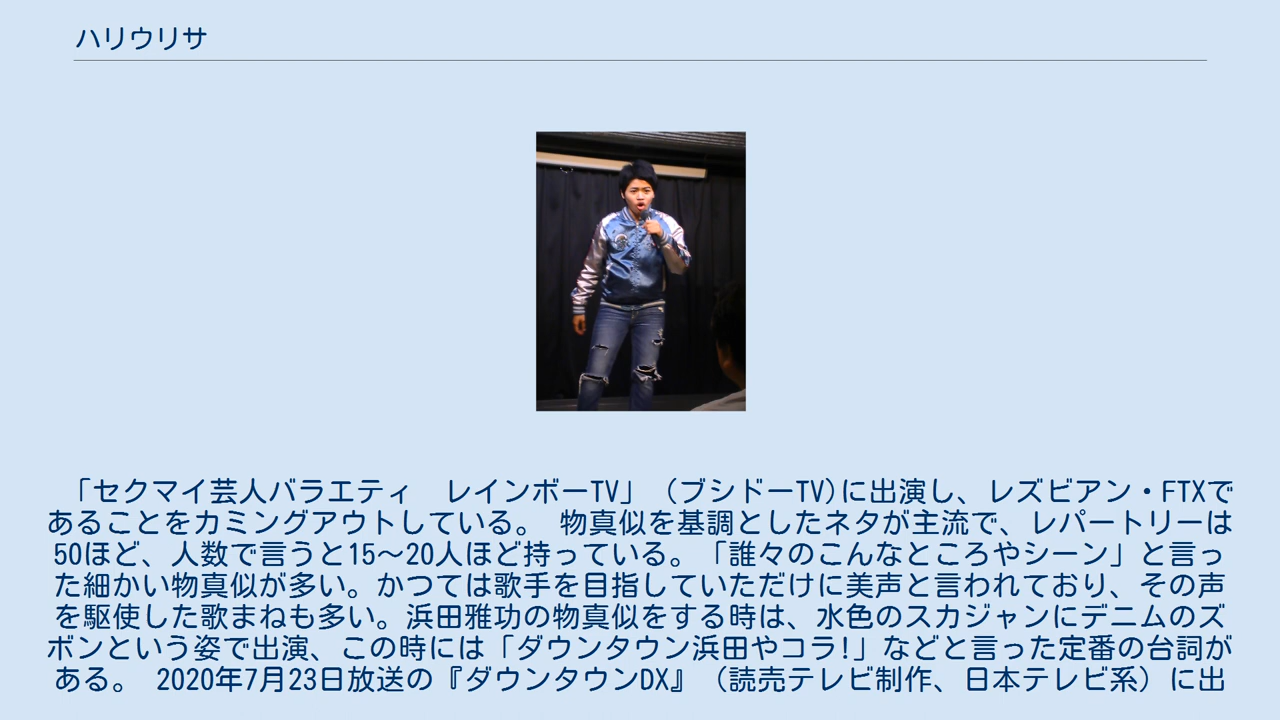 ハリウリサ
「セクマイ芸人バラエティ　レインボーTV」（ブシドーTV)に出演し、レズビアン・FTXで
あることをカミングアウトしている。 物真似を基調としたネタが主流で、レパートリーは
50ほど、人数で言うと15〜20人ほど持っている。「誰々のこんなところやシーン」と言っ
た細かい物真似が多い。かつては歌手を目指していただけに美声と言われており、その声
を駆使した歌まねも多い。浜田雅功の物真似をする時は、水色のスカジャンにデニムのズ
ボンという姿で出演、この時には「ダウンタウン浜田やコラ!」などと言った定番の台詞が
ある。 2020年7月23日放送の『ダウンタウンDX』（読売テレビ制作、日本テレビ系）に出